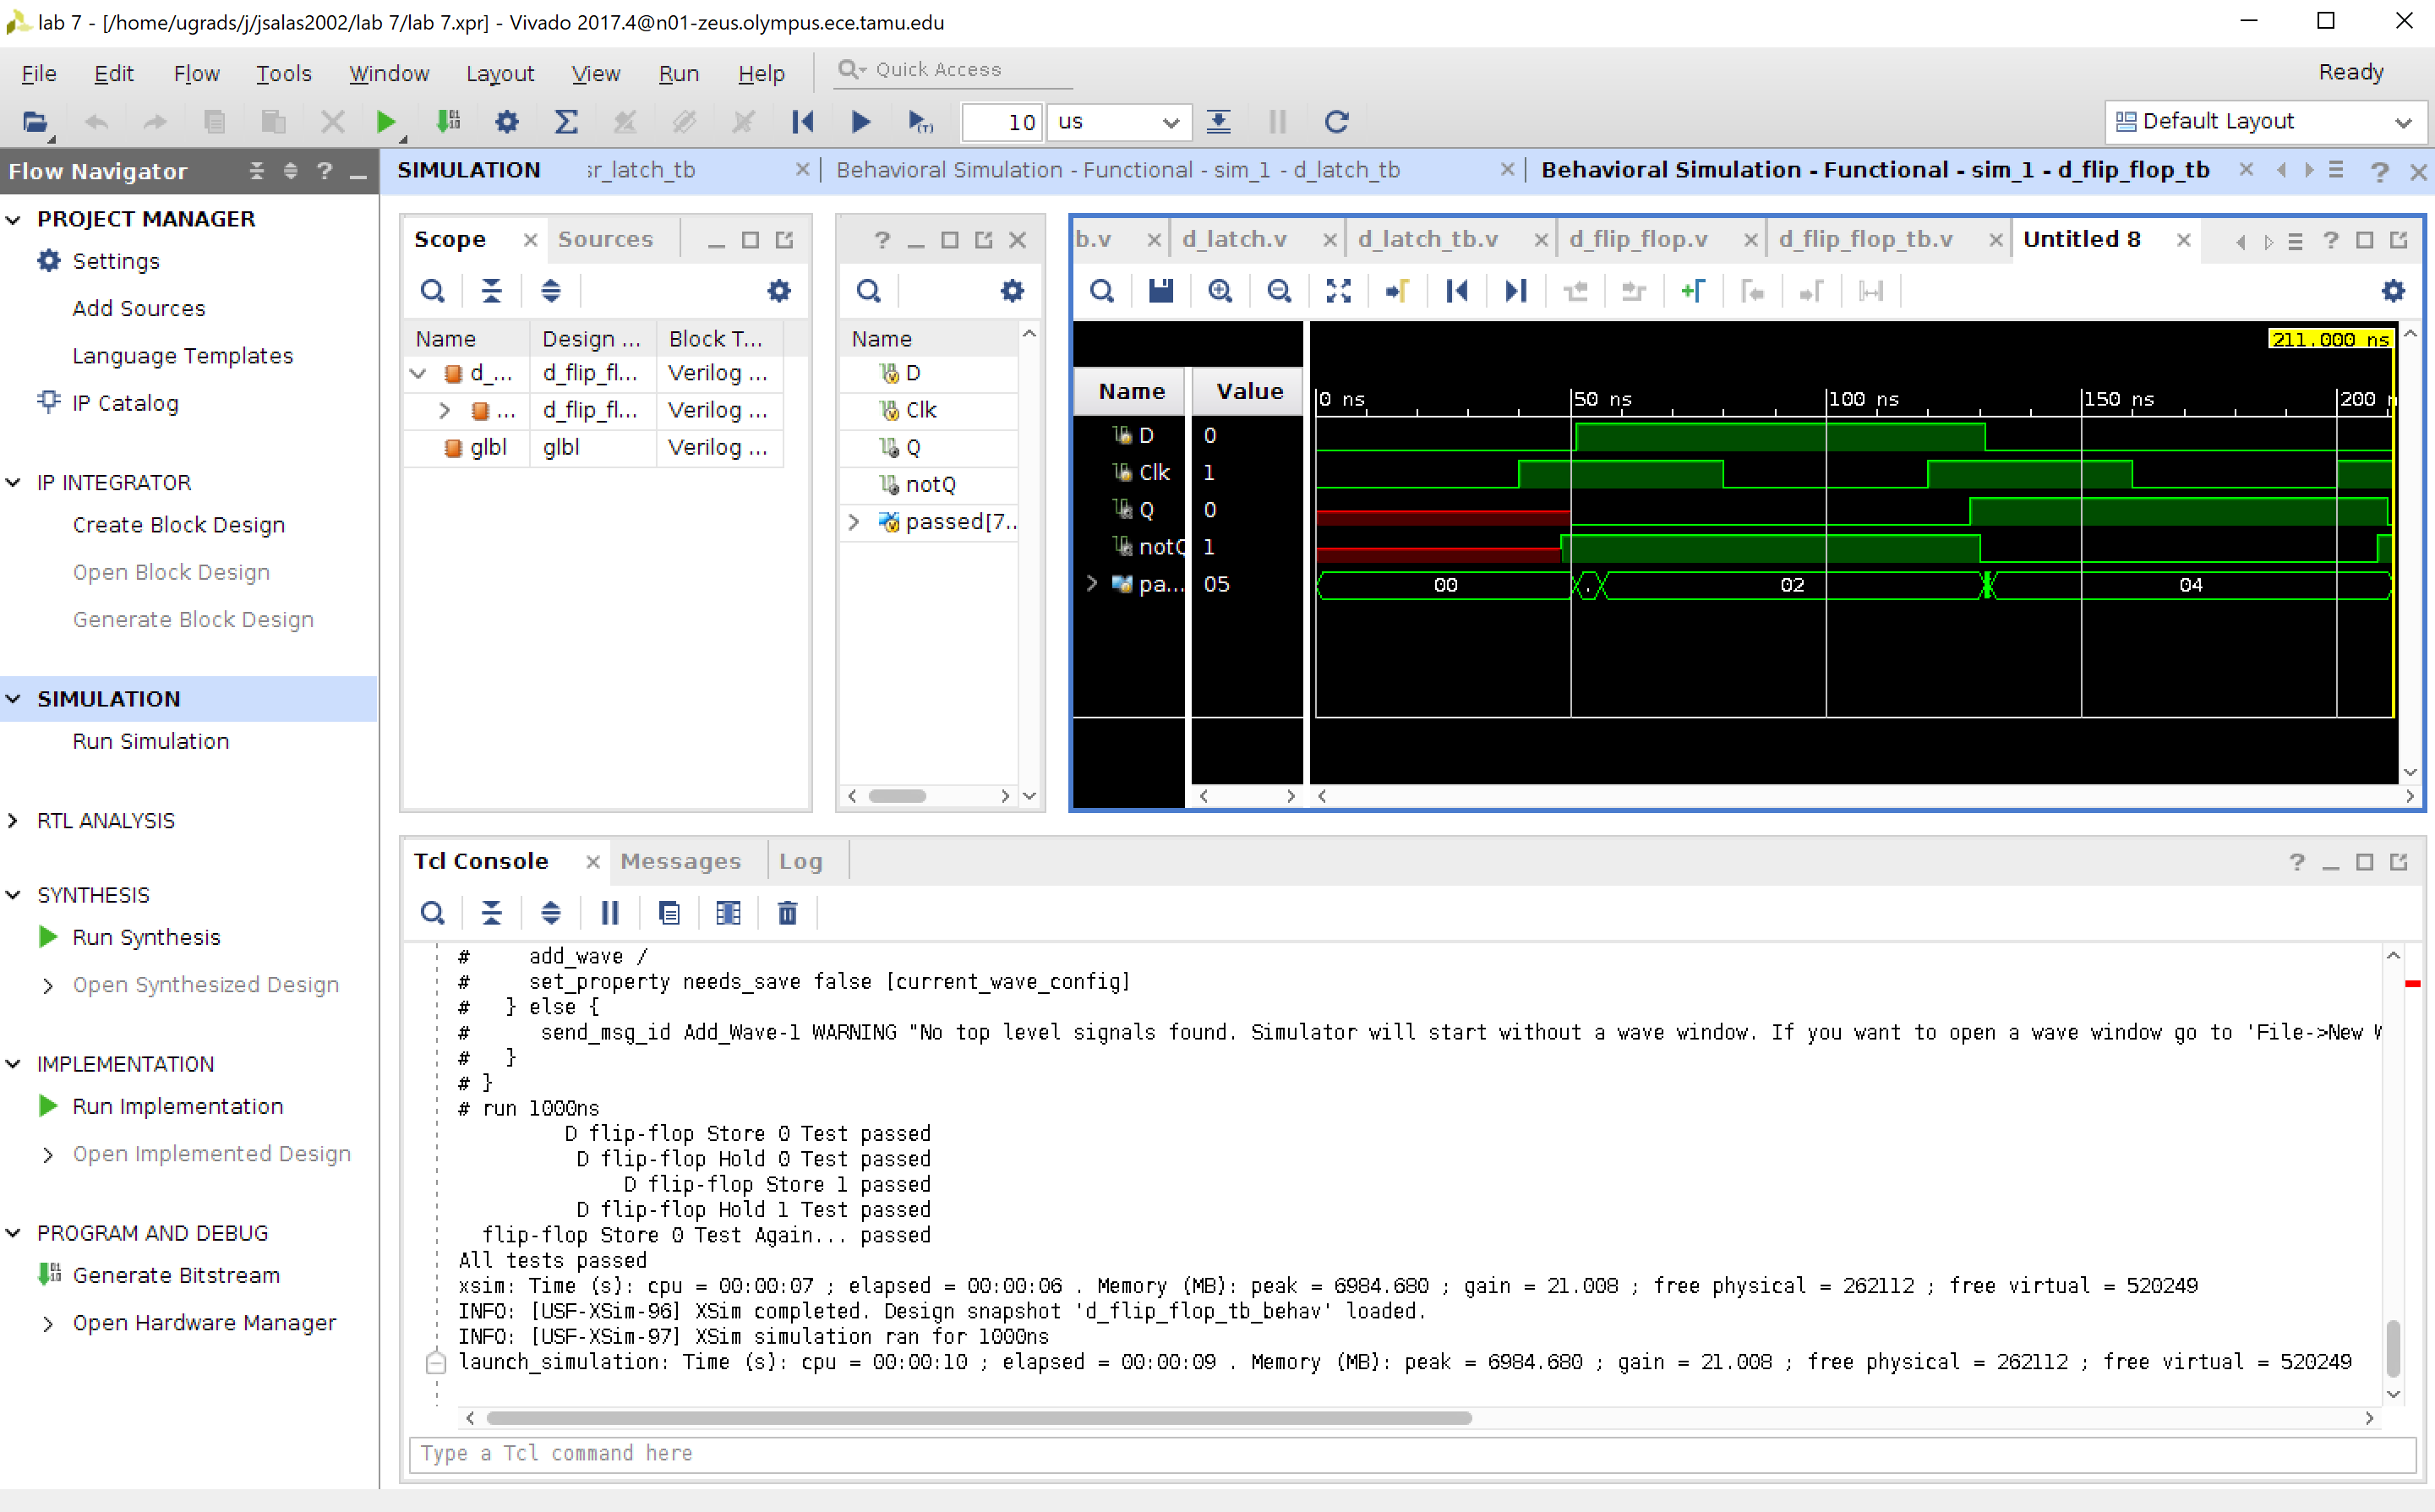 lab 7 - [/home/ugrads/j/jsalas2002/lab 7/lab 7.xpr] - Vivado 2017.4@n01-zeus.olympus.ece.tamu.edu
File Edit Flow Tools Window Layout View Run Help Quick Access Ready
10 us Default Layout
Flow Navigator
PROJECT MANAGER
Settings
Add Sources
Language Templates
IP Catalog
IP INTEGRATOR
Create Block Design
Open Block Design
Generate Block Design
SIMULATION
Run Simulation
RTL ANALYSIS
SYNTHESIS
Run Synthesis
Open Synthesized Design
IMPLEMENTATION
Run Implementation
Open Implemented Design
PROGRAM AND DEBUG
Generate Bitstream
Open Hardware Manager
SIMULATION sr_latch_tb Behavioral Simulation - Functional - sim_1 - d_latch_tb Behavioral Simulation - Functional - sim_1 - d_flip_flop_tb
Scope Sources
Name Design ... Block T...
d_... d_flip_fl... Verilog ...
... d_flip_fl... Verilog ...
glbl glbl Verilog ...
Name
D
Clk
Q
notQ
passed[7..
b.v d_latch.v d_latch_tb.v d_flip_flop.v d_flip_flop_tb.v Untitled 8
211.000 ns
Name Value 0 ns 50 ns 100 ns 150 ns 200 n
D 0
Clk 1
Q 0
notQ 1
pa... 05 00 . 02 04
Tcl Console Messages Log
# add_wave /
# set_property needs_save false [current_wave_config]
# } else {
# send_msg_id Add_Wave-1 WARNING "No top level signals found. Simulator will start without a wave window. If you want to open a wave window go to 'File->New W
# }
# }
# run 1000ns
D flip-flop Store 0 Test passed
D flip-flop Hold 0 Test passed
D flip-flop Store 1 passed
D flip-flop Hold 1 Test passed
flip-flop Store 0 Test Again... passed
All tests passed
xsim: Time (s): cpu = 00:00:07 ; elapsed = 00:00:06 . Memory (MB): peak = 6984.680 ; gain = 21.008 ; free physical = 262112 ; free virtual = 520249
INFO: [USF-XSim-96] XSim completed. Design snapshot 'd_flip_flop_tb_behav' loaded.
INFO: [USF-XSim-97] XSim simulation ran for 1000ns
launch_simulation: Time (s): cpu = 00:00:10 ; elapsed = 00:00:09 . Memory (MB): peak = 6984.680 ; gain = 21.008 ; free physical = 262112 ; free virtual = 520249
Type a Tcl command here